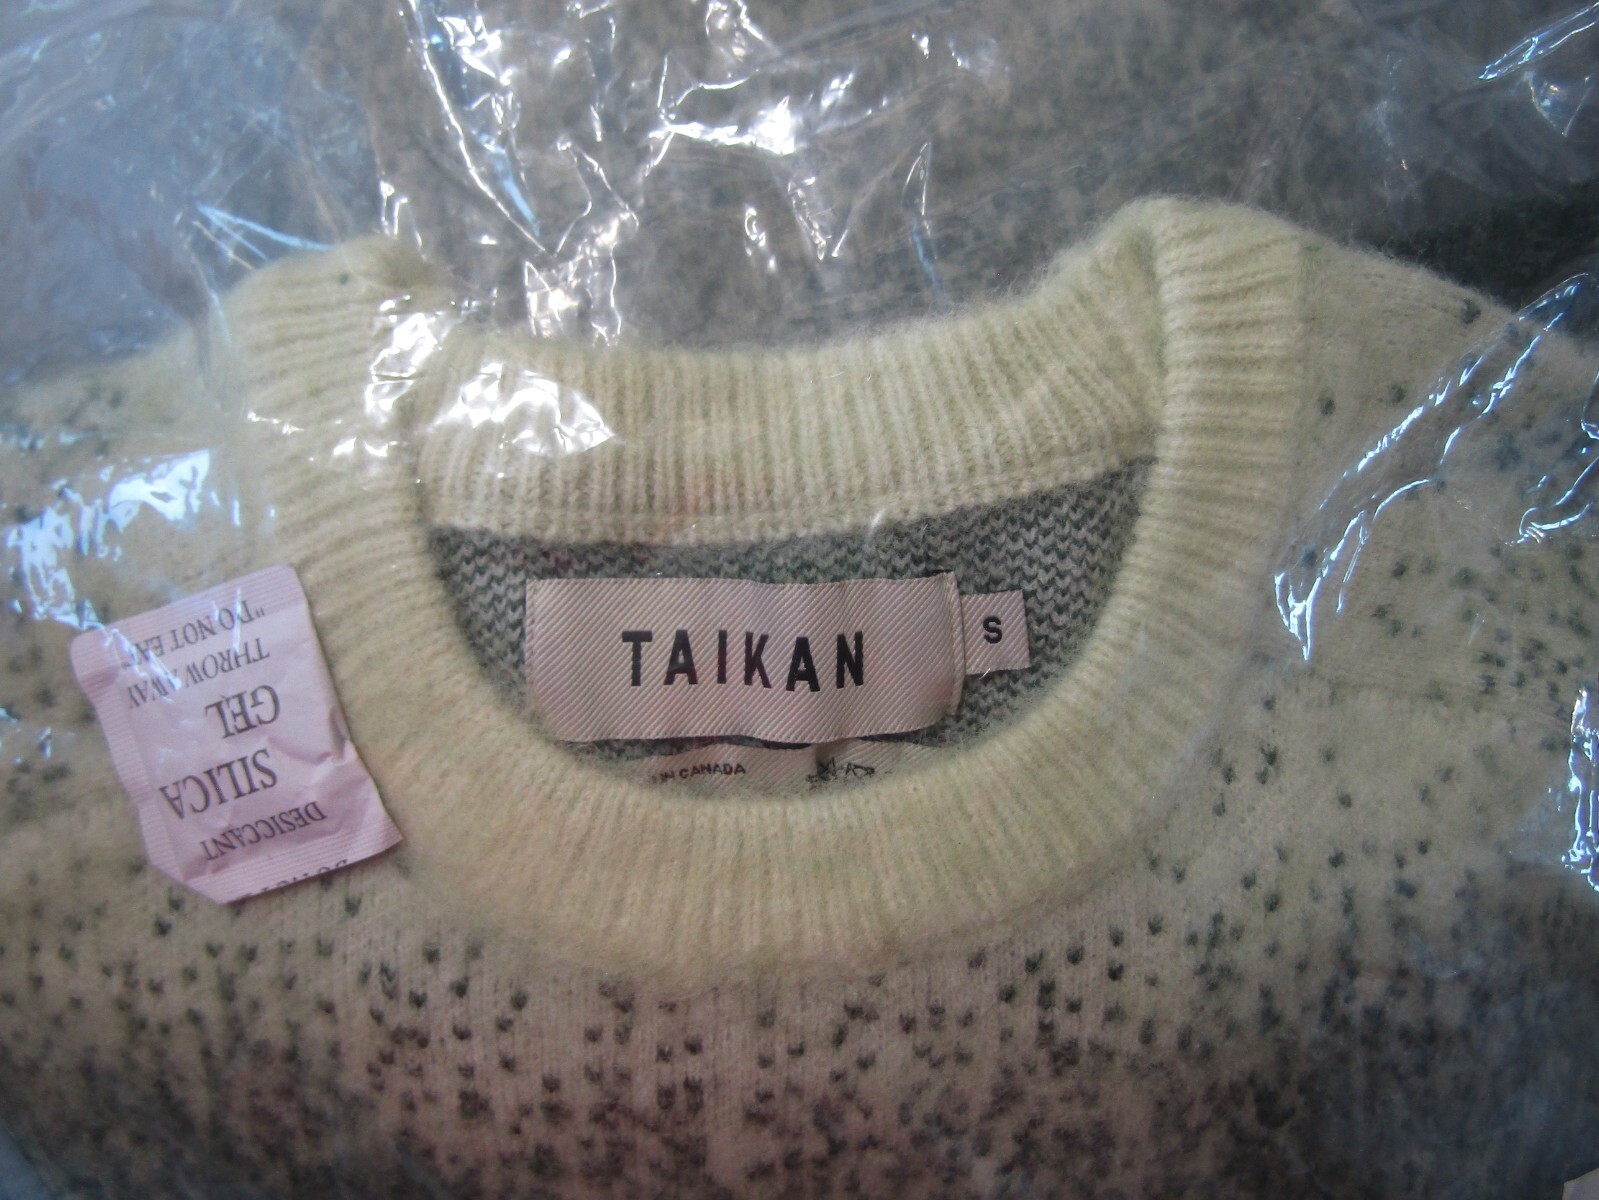 TAIKAN
S
IN CANADA
"DO NOT EAT"
THROW AWAY
GEL
SILICA
DESICCANT